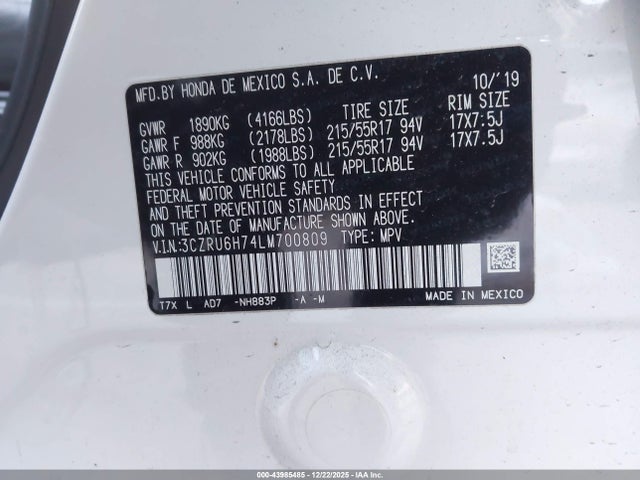 MFD.BY HONDA DE MEXICO S.A. DE C.V. 10/'19
GVWR 1890KG (4166LBS) TIRE SIZE RIM SIZE
GAWR F 988KG (2178LBS) 215/55R17 94V 17X7:5J
GAWR R 902KG (1988LBS) 215/55R17 94V 17X7.5J
THIS VEHICLE CONFORMS TO ALL APPLICABLE
FEDERAL MOTOR VEHICLE SAFETY
AND THEFT PREVENTION STANDARDS IN EFFECT
ON THE DATE OF MANUFACTURE SHOWN ABOVE.
V.I.N.:3CZRU6H74LM700809 TYPE: MPV
T7X L AD7 -NH883P -A -M MADE IN MEXICO
000-43985485 - 12/22/2025 - IAA Inc.